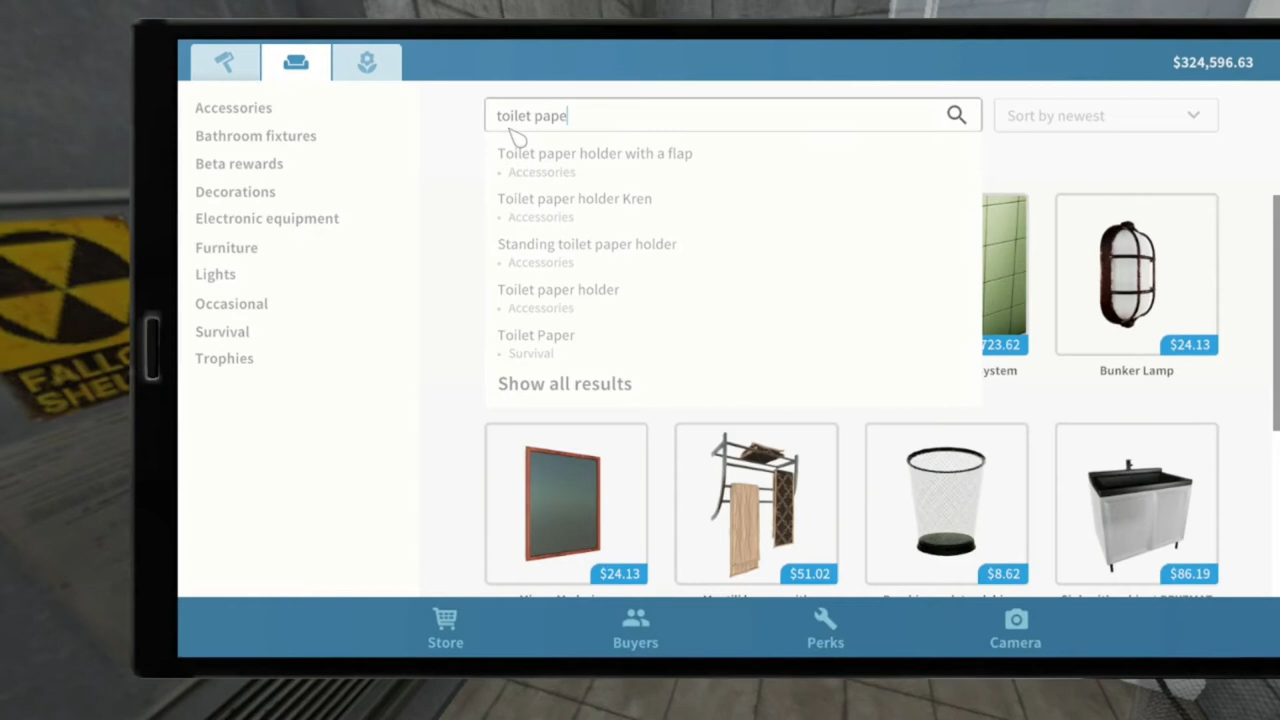 $324,596.63
Accessories
Bathroom fixtures
Beta rewards
Decorations
Electronic equipment
Furniture
Lights
Occasional
Survival
Trophies
toilet pape
Sort by newest
Toilet paper holder with a flap
• Accessories
Toilet paper holder Kren
• Accessories
Standing toilet paper holder
• Accessories
Toilet paper holder
• Accessories
Toilet Paper
• Survival
Show all results
723.62
$24.13
ystem
Bunker Lamp
$24.13
$51.02
$8.62
$86.19
Store
Buyers
Perks
Camera
FALLO
SHEL